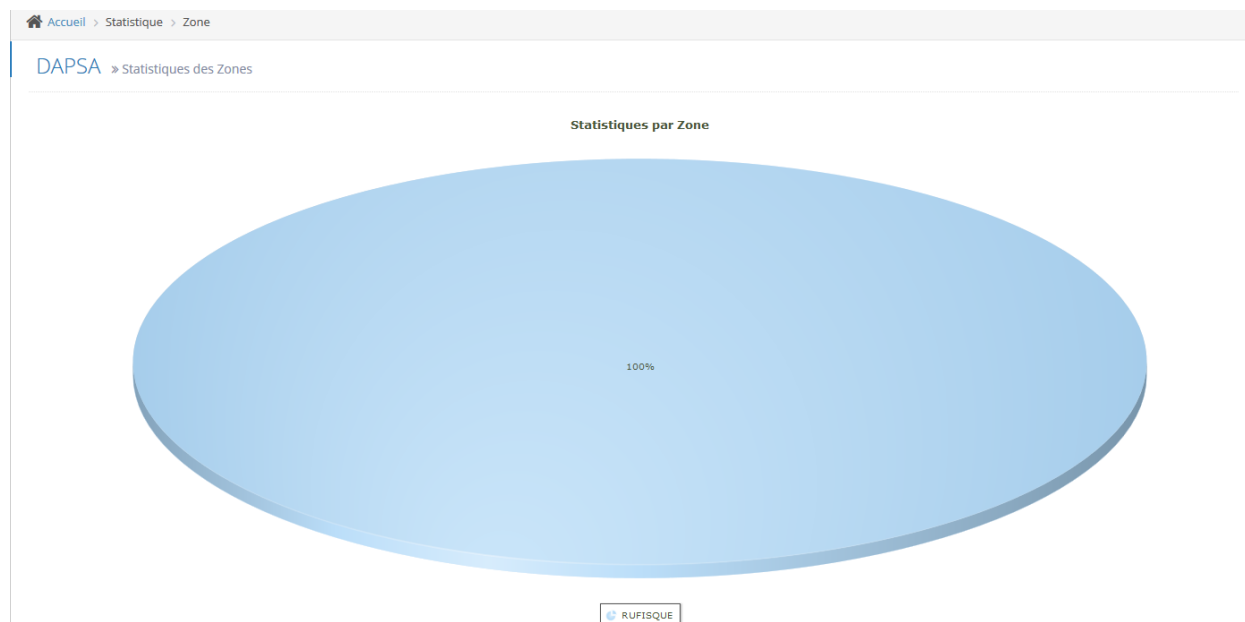 Accueil > Statistique > Zone
DAPSA » Statistiques des Zones
Statistiques par Zone
100%
RUFISQUE